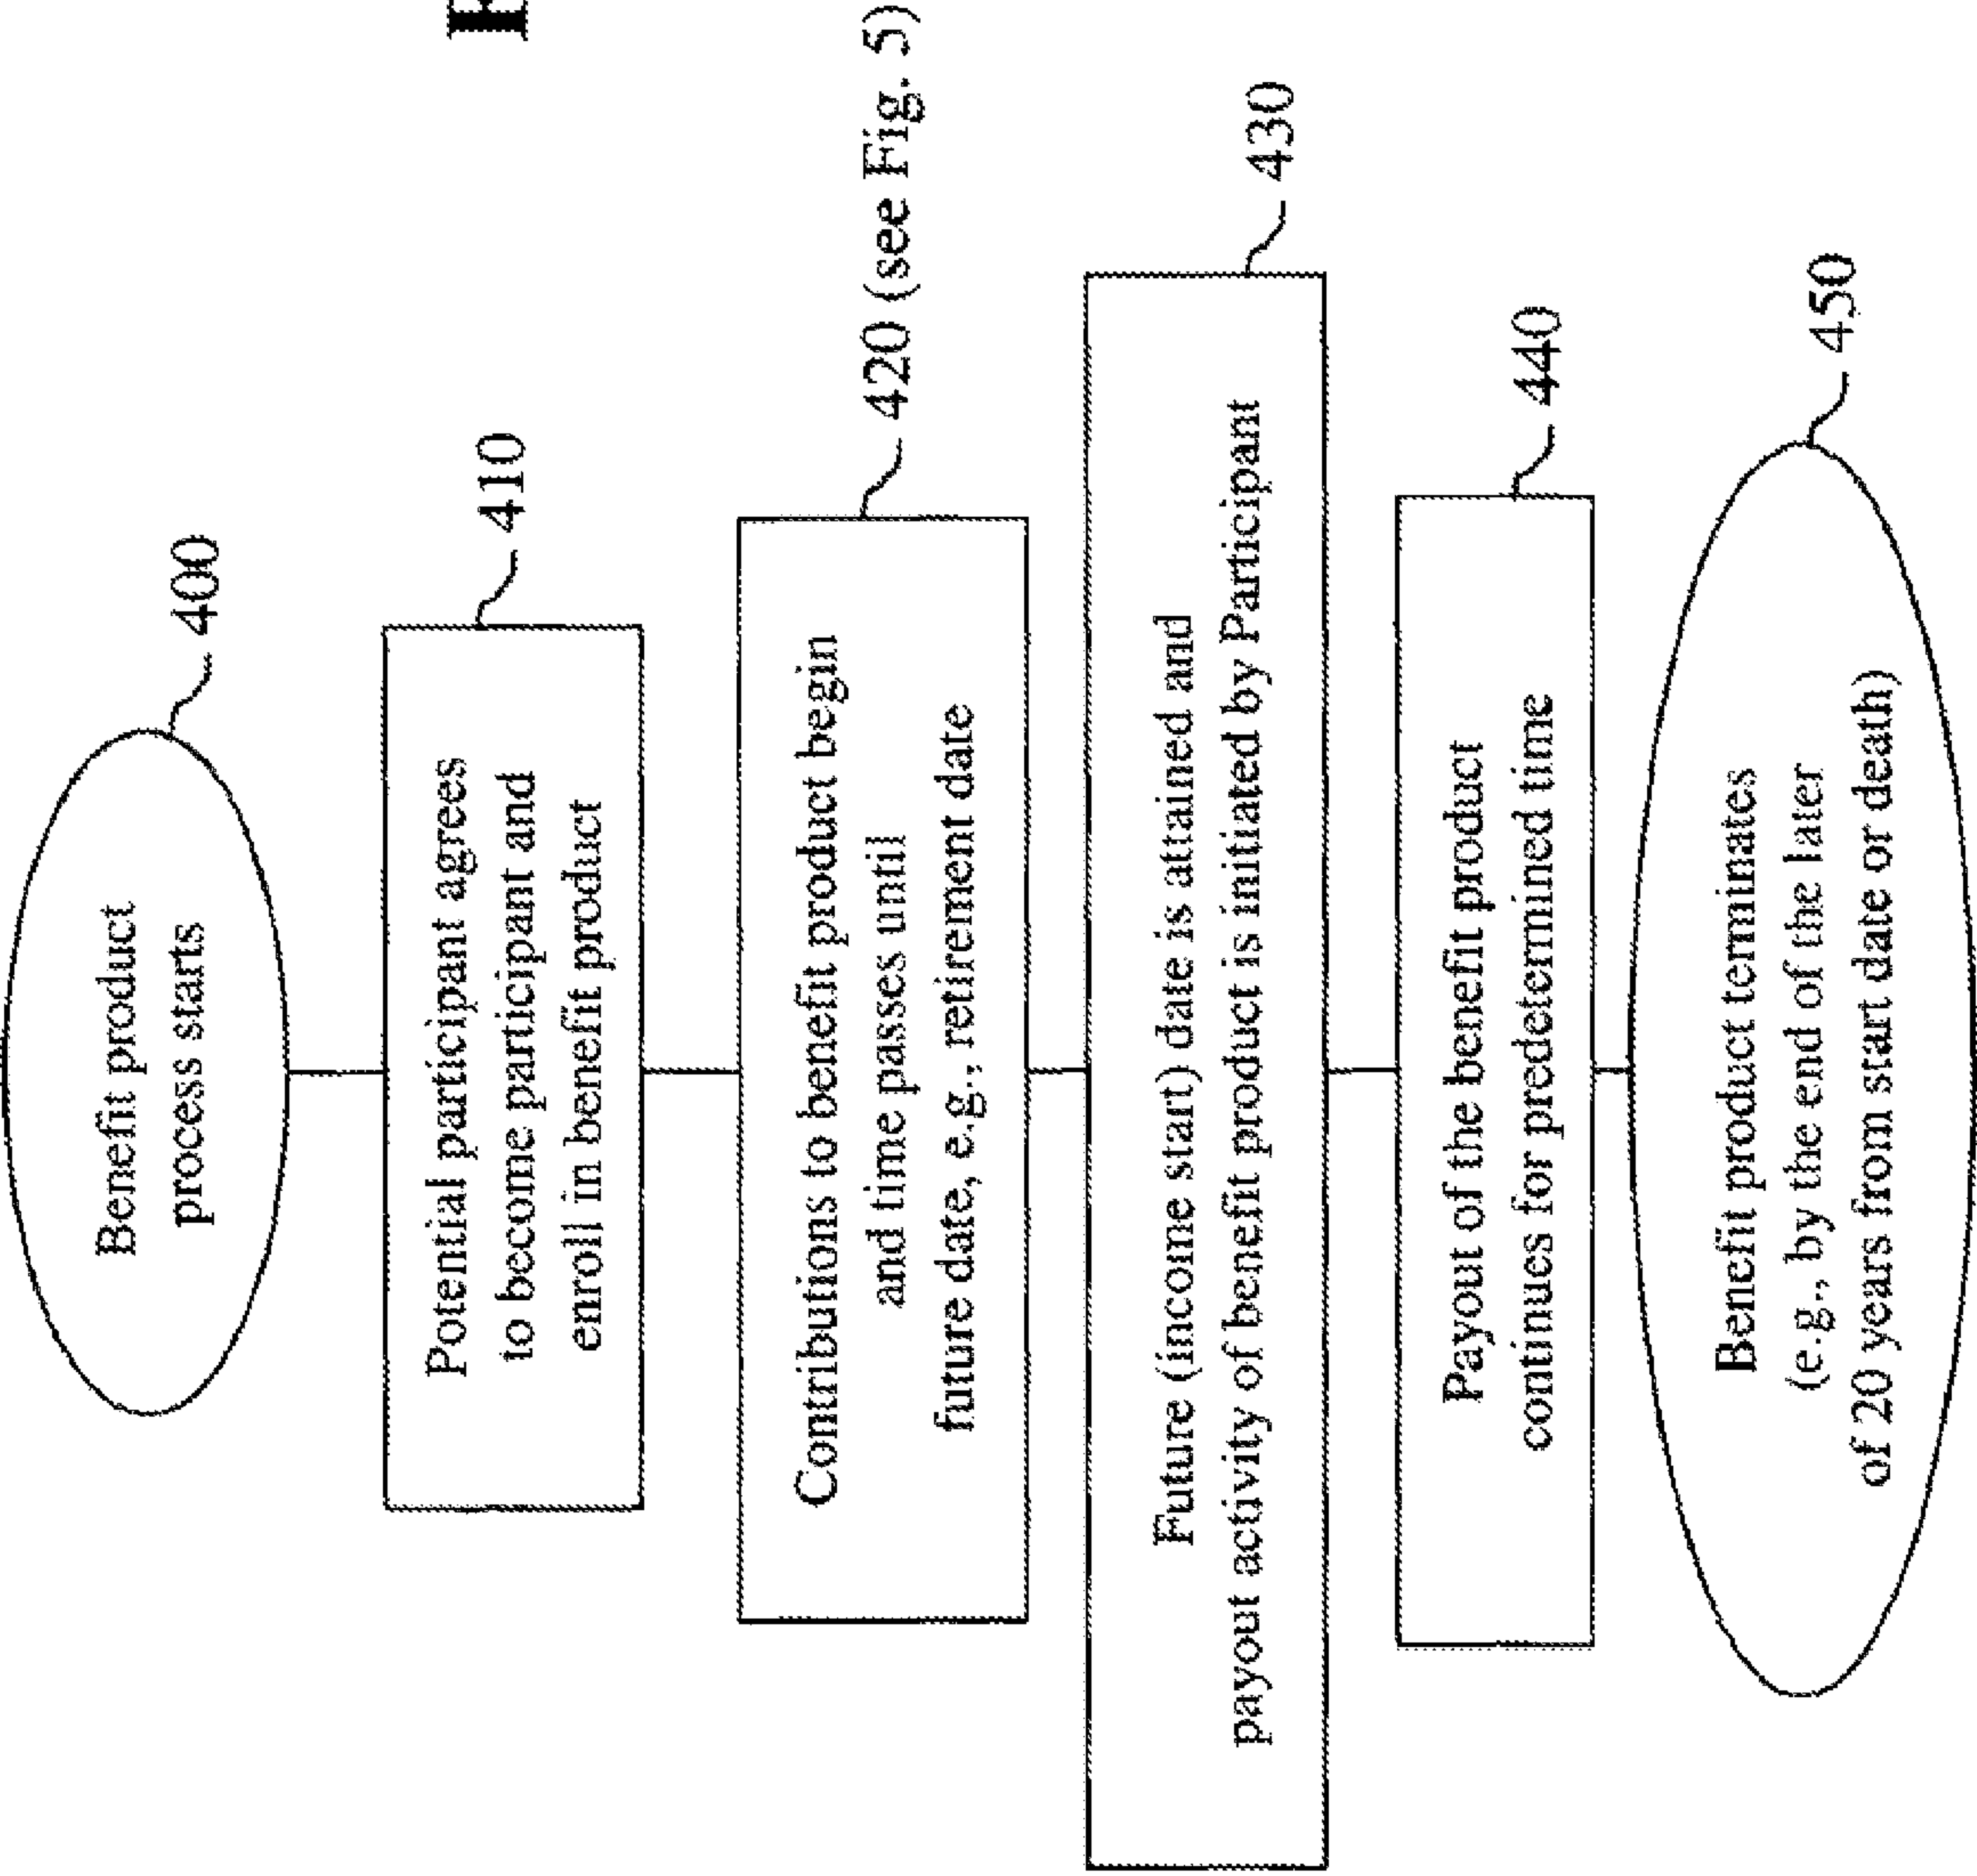 Benefit product
process starts
400
Potential participant agrees
to become participant and
enroll in benefit product
410
Contributions to benefit product begin
and time passes until
future date, e.g., retirement date
420 (see Fig. 5)
Future (income start) date is attained and
payout activity of benefit product is initiated by Participant
430
Payout of the benefit product
continues for predetermined time
440
Benefit product terminates
(e.g., by the end of the later
of 20 years from start date or death)
450